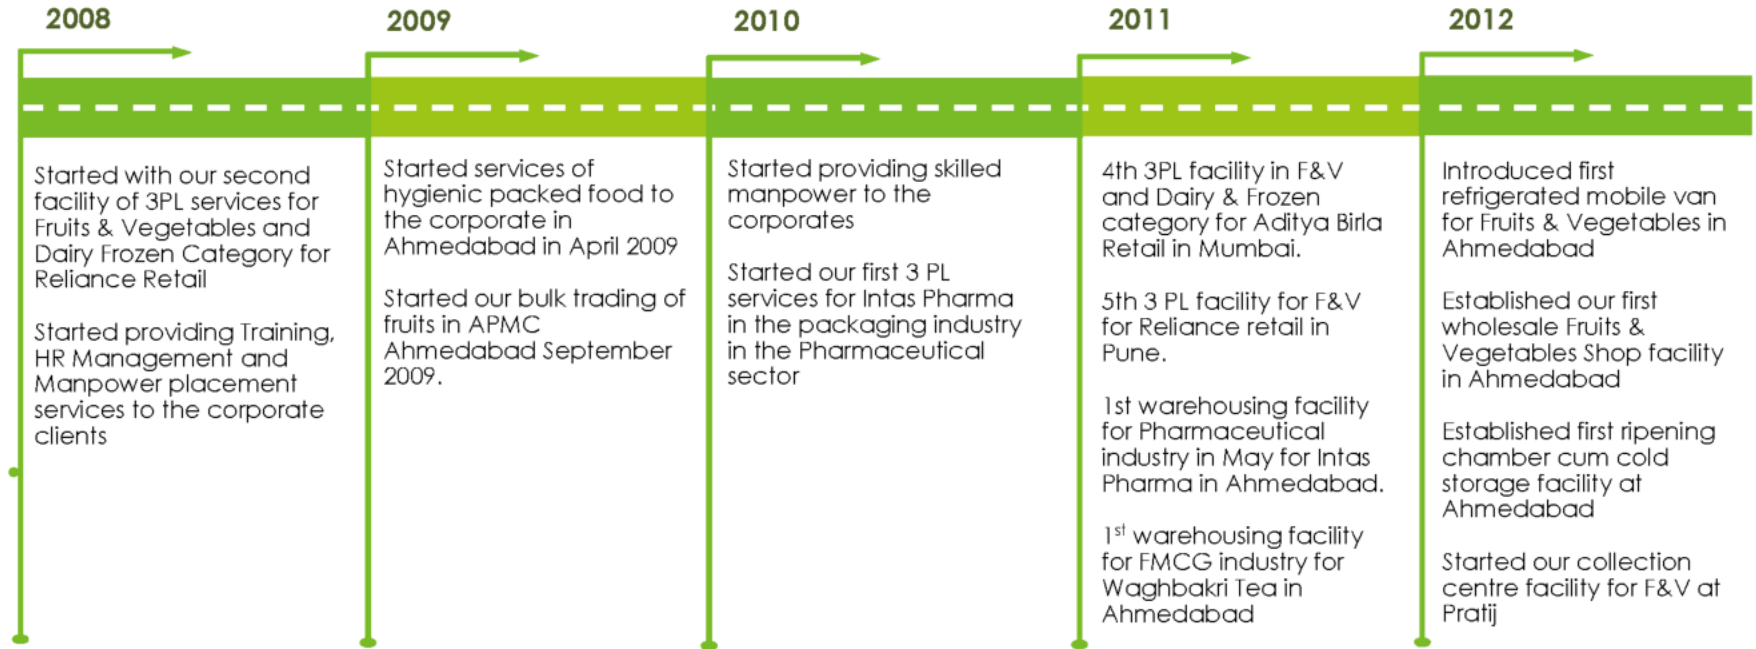 2008
Started with our second
facility of 3PL services for
Fruits & Vegetables and
Dairy Frozen Category for
Reliance Retail
Started providing Training,
HR Management and
Manpower placement
services to the corporate
clients
2009
Started services of
hygienic packed food to
the corporate in
Ahmedabad in April 2009
Started our bulk trading of
fruits in APMC
Ahmedabad September
2009.
2010
Started providing skilled
manpower to the
corporates
Started our first 3 PL
services for Intas Pharma
in the packaging industry
in the Pharmaceutical
sector
2011
4th 3PL facility in F&V
and Dairy & Frozen
category for Aditya Birla
Retail in Mumbai.
5th 3 PL facility for F&V
for Reliance retail in
Pune.
1st warehousing facility
for Pharmaceutical
industry in May for Intas
Pharma in Ahmedabad.
1st warehousing facility
for FMCG industry for
Waghbakri Tea in
Ahmedabad
2012
Introduced first
refrigerated mobile van
for Fruits & Vegetables in
Ahmedabad
Established our first
wholesale Fruits &
Vegetables Shop facility
in Ahmedabad
Established first ripening
chamber cum cold
storage facility at
Ahmedabad
Started our collection
centre facility for F&V at
Pratij